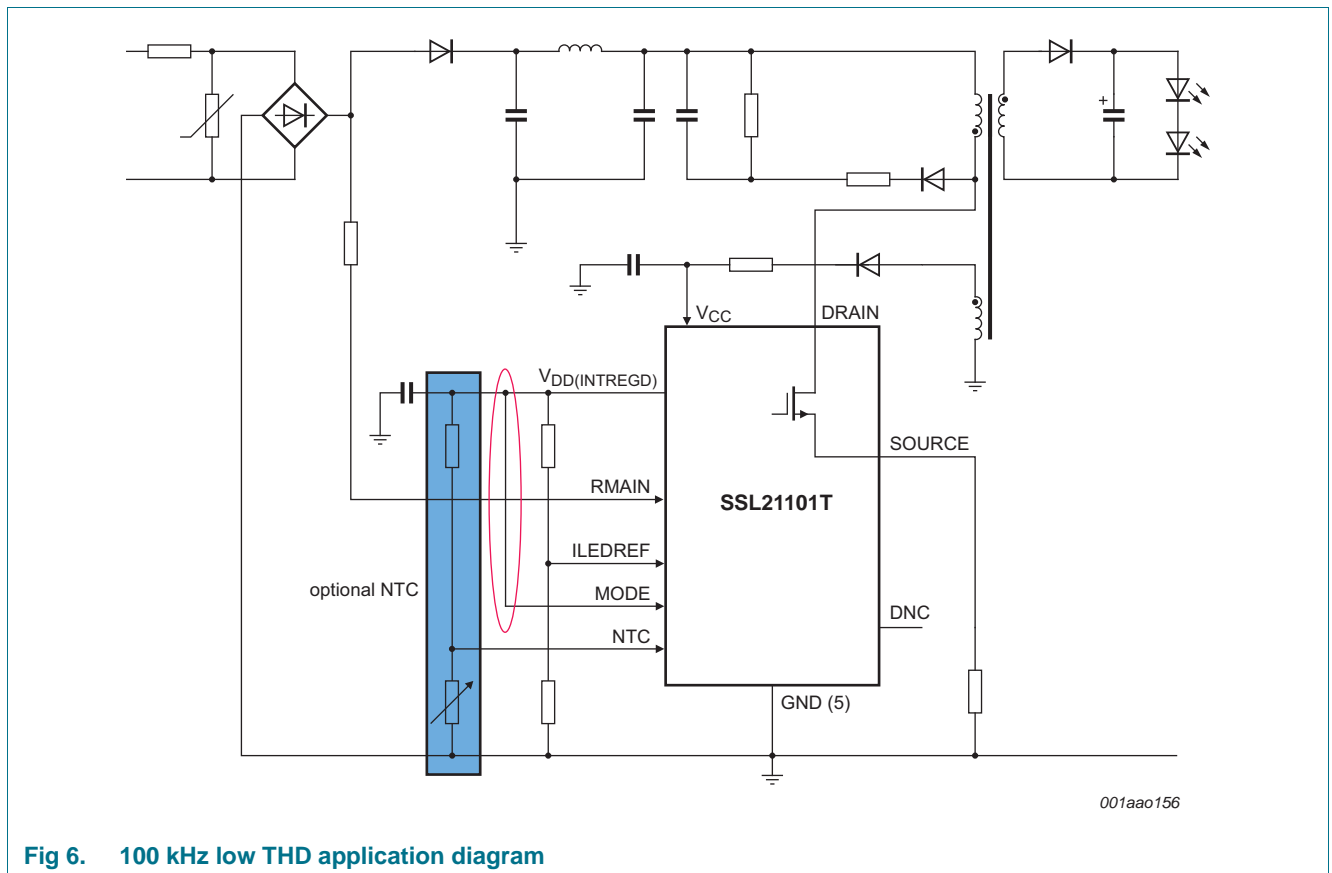 +
VCC
DRAIN
VDD(INTREGD)
SOURCE
RMAIN
SSL21101T
ILEDREF
optional NTC
MODE
DNC
NTC
GND (5)
001aao156
Fig 6. 100 kHz low THD application diagram